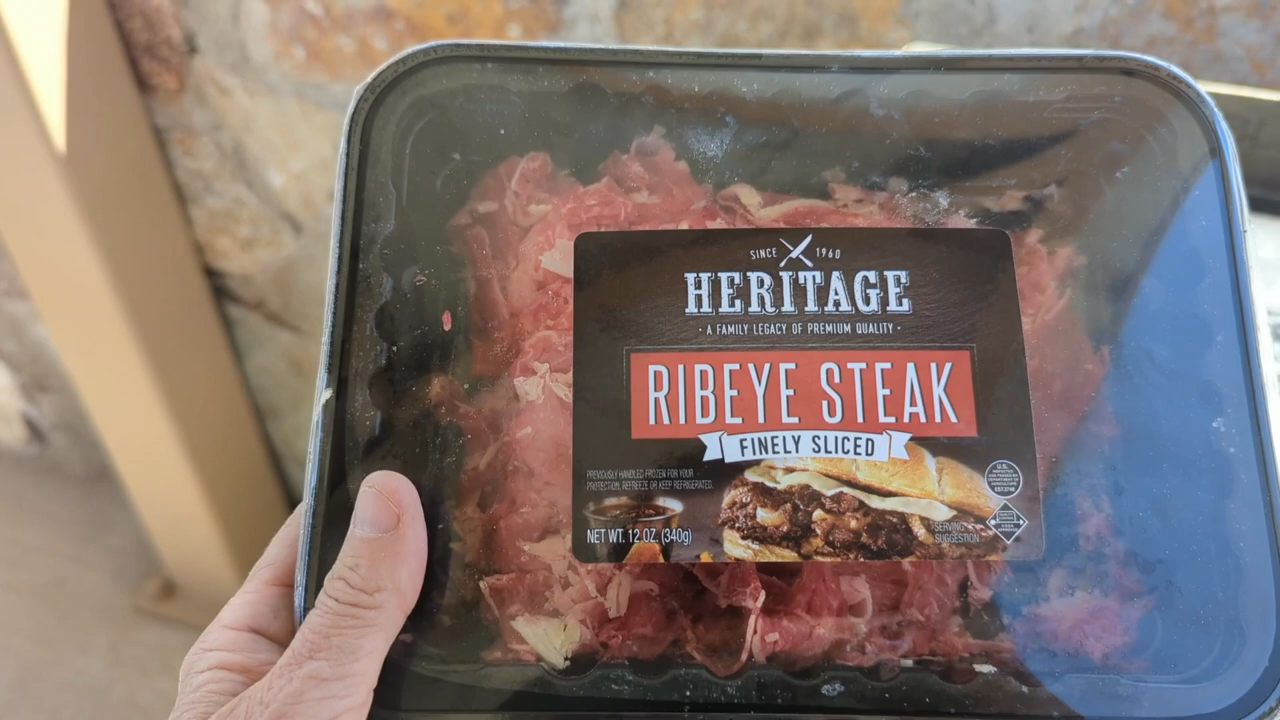 SINCE 1960
HERITAGE
· A FAMILY LEGACY OF PREMIUM QUALITY ·
RIBEYE STEAK
FINELY SLICED
PREVIOUSLY HANDLED FROZEN FOR YOUR
PROTECTION, REFREEZE OR KEEP REFRIGERATED.
NET WT. 12 OZ. (340g)
SERVING
SUGGESTION
U.S.